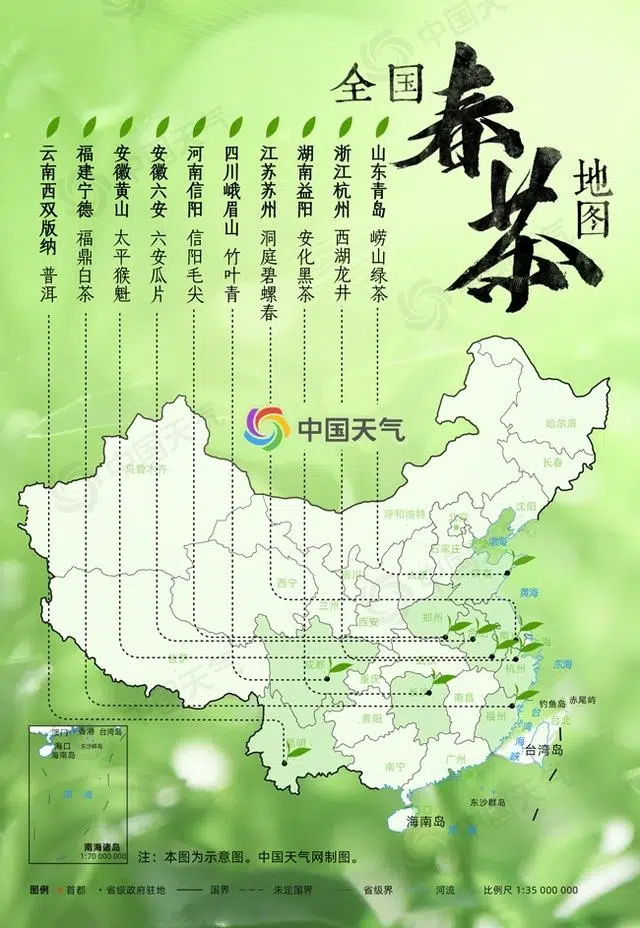 全国春茶地图
山东青岛 崂山绿茶
浙江杭州 西湖龙井
湖南益阳 安化黑茶
江苏苏州 洞庭碧螺春
四川峨眉山 竹叶青
河南信阳 信阳毛尖
安徽六安 六安瓜片
安徽黄山 太平猴魁
福建宁德 福鼎白茶
云南西双版纳 普洱
中国天气
哈尔滨
长春
沈阳
乌鲁木齐
呼和浩特
北京
渤海
石家庄
济南
银川
西宁
兰州
黄海
西安
郑州
上海
拉萨
成都
重庆
杭州
东海
南昌
贵阳
福州
钓鱼岛
赤尾屿
台北
台湾岛
台湾海峡
昆明
南宁
广州
海口
海南岛
东沙群岛
南海
澳门
香港
台湾岛
海口
海南岛
东沙群岛
南海
南海诸岛
1:70 000 000
注：本图为示意图。中国天气网制图。
图例 首都 省级政府驻地 国界 未定国界 省级界 河流 比例尺 1:35 000 000